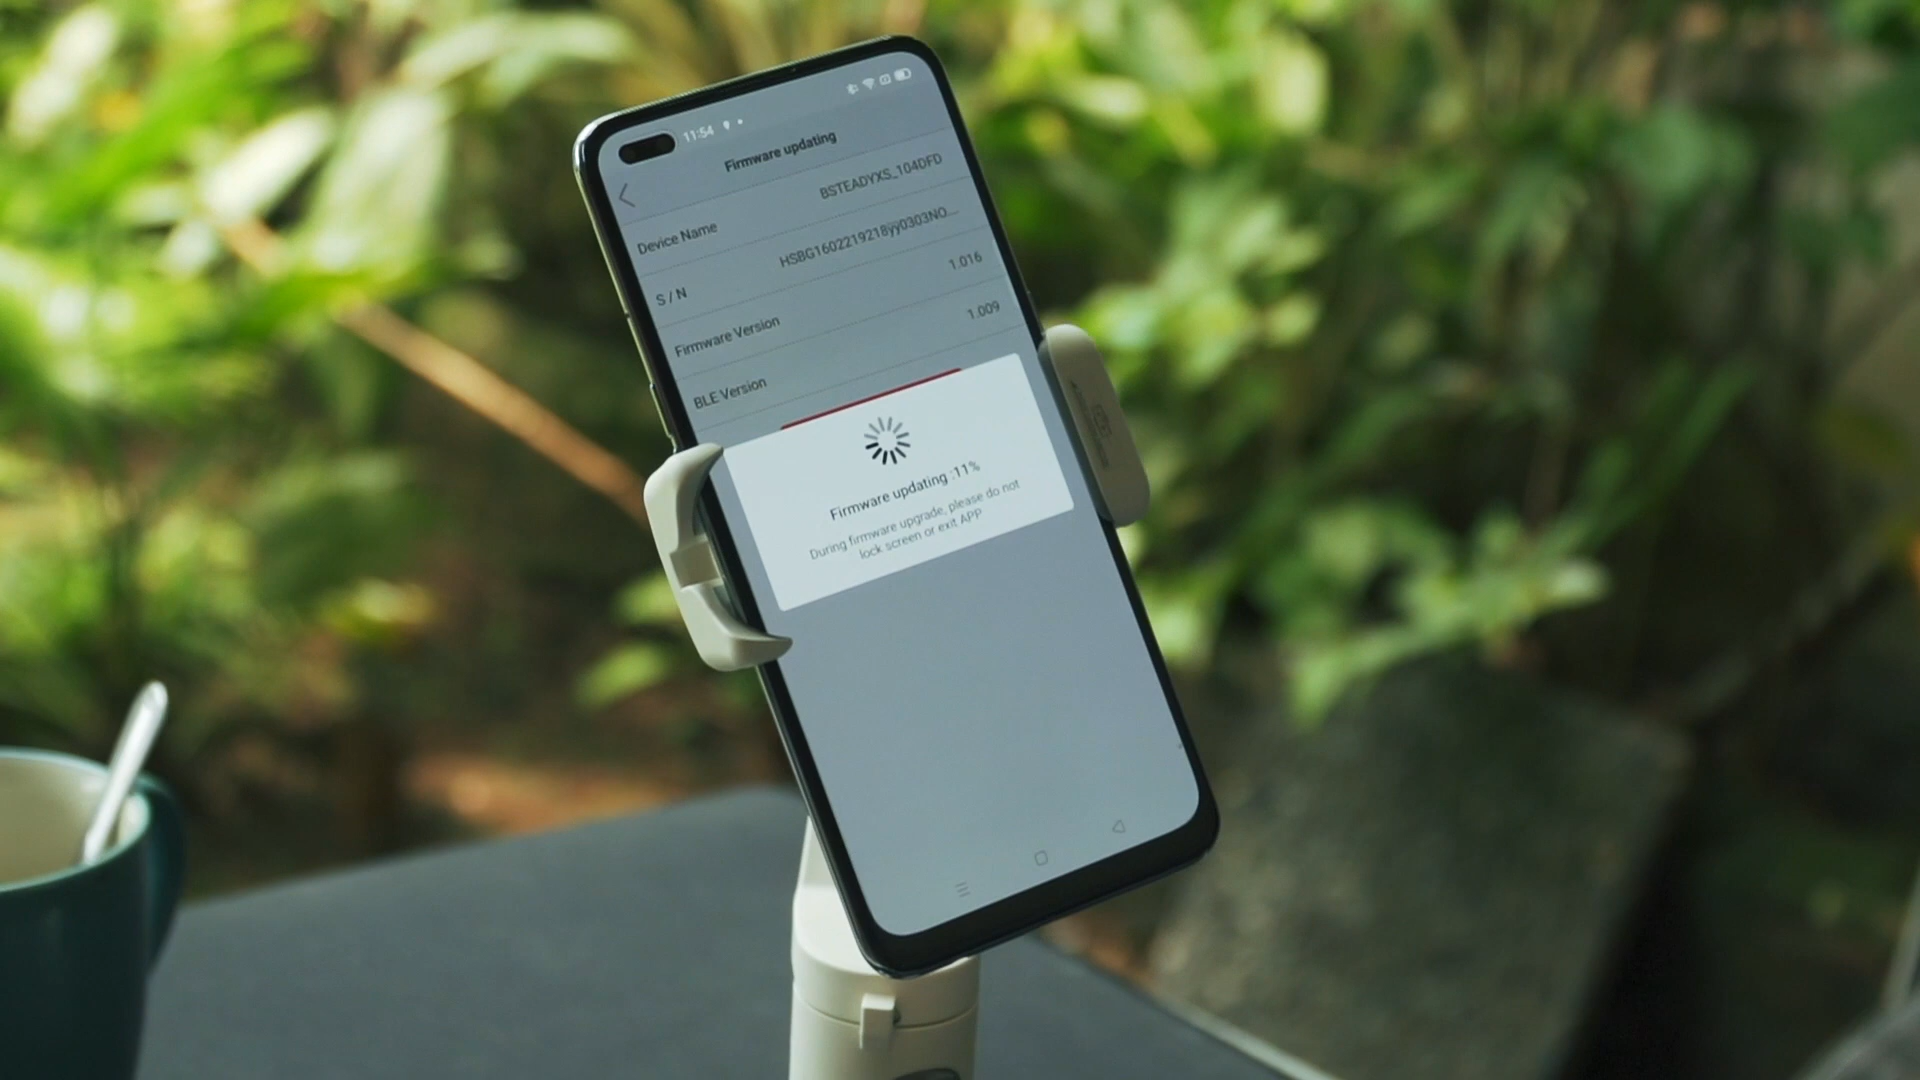 11:54
Firmware updating
Device Name BSTEADYXS_104DFD
S / N HSBG1602219218jyj0303NO...
Firmware Version 1.016
BLE Version 1.009
Firmware updating :11%
During firmware upgrade, please do not
lock screen or exit APP